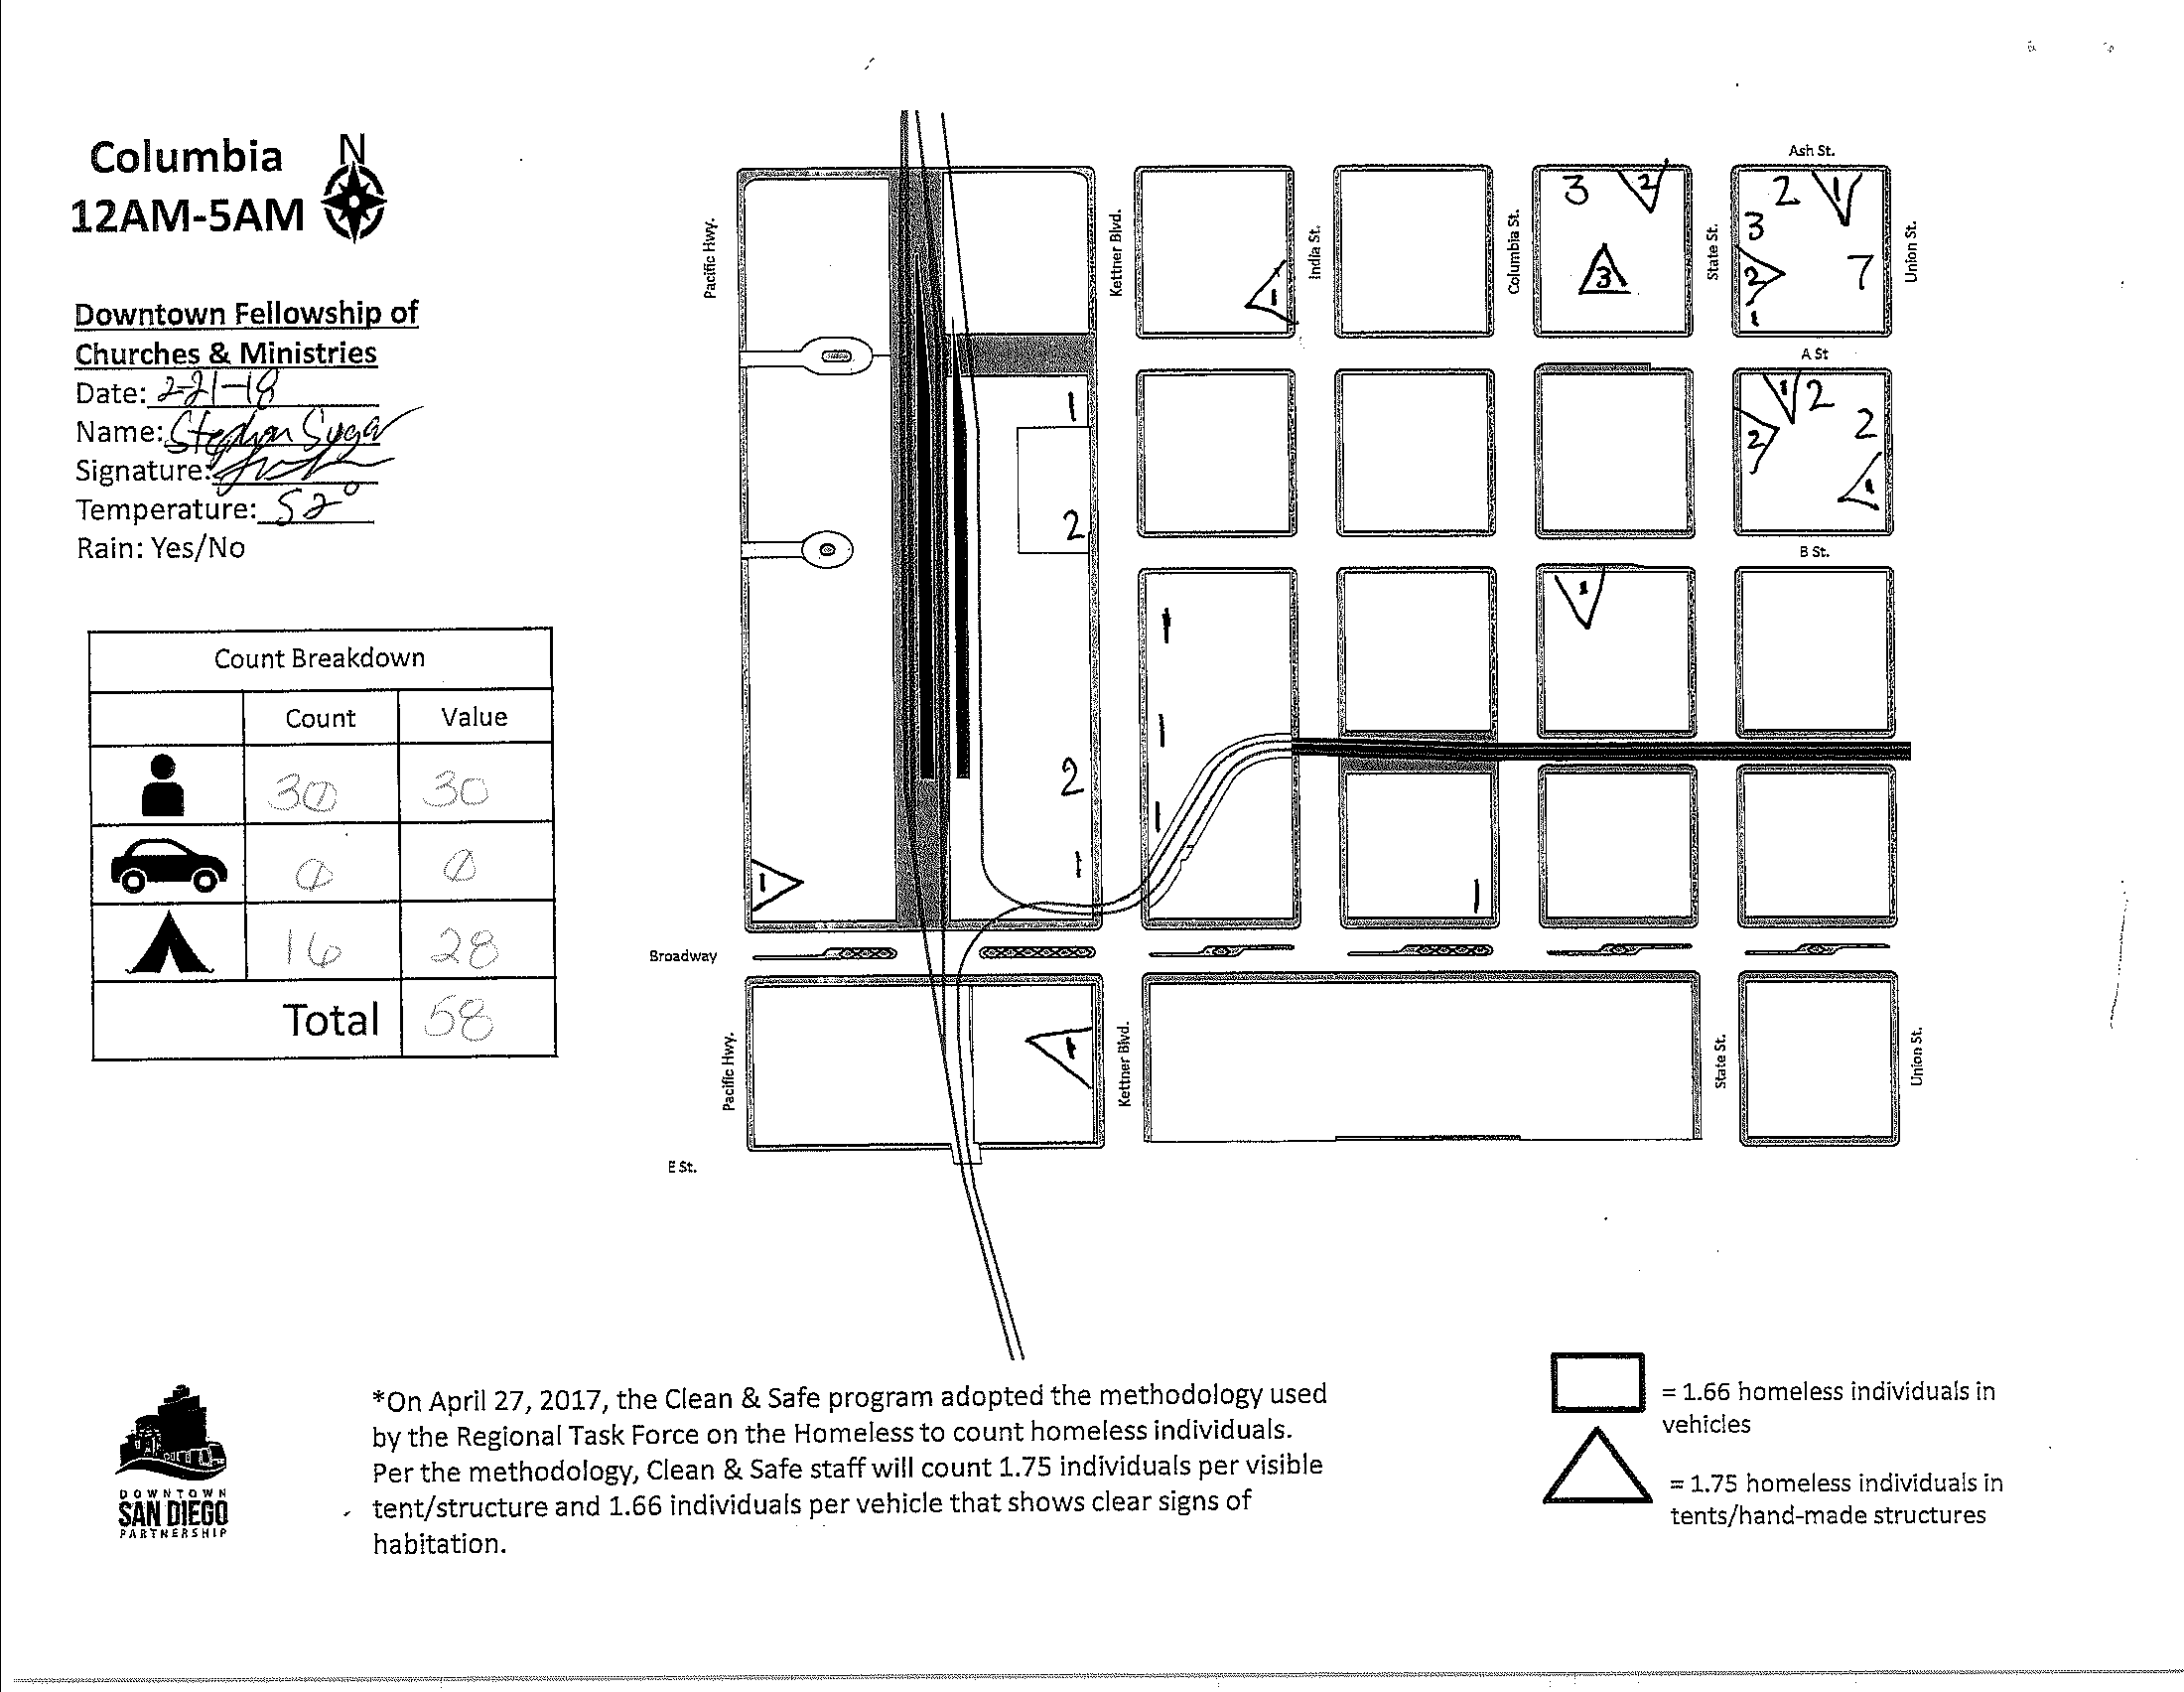 Columbia
12AM-5AM
N
Downtown Fellowship of
Churches & Ministries
Date: 2-21-18
Name: Stephan Sugar
Signature:
Temperature: 52°
Rain: Yes/No
Count Breakdown
Count Value
30 30
0 0
16 28
Total 58
Ash St.
Pacific Hwy.
Kettner Blvd.
India St.
Columbia St.
State St.
Union St.
3 2 2 1
3
1 3 2 7
1
A St
1 1 2
2 2
1
2
B St.
1
1
1
2
1
1 1 1
Broadway
Pacific Hwy.
1
Kettner Blvd.
State St.
Union St.
E St.
DOWNTOWN
SAN DIEGO
PARTNERSHIP
*On April 27, 2017, the Clean & Safe program adopted the methodology used
by the Regional Task Force on the Homeless to count homeless individuals.
Per the methodology, Clean & Safe staff will count 1.75 individuals per visible
tent/structure and 1.66 individuals per vehicle that shows clear signs of
habitation.
= 1.66 homeless individuals in
vehicles
= 1.75 homeless individuals in
tents/hand-made structures